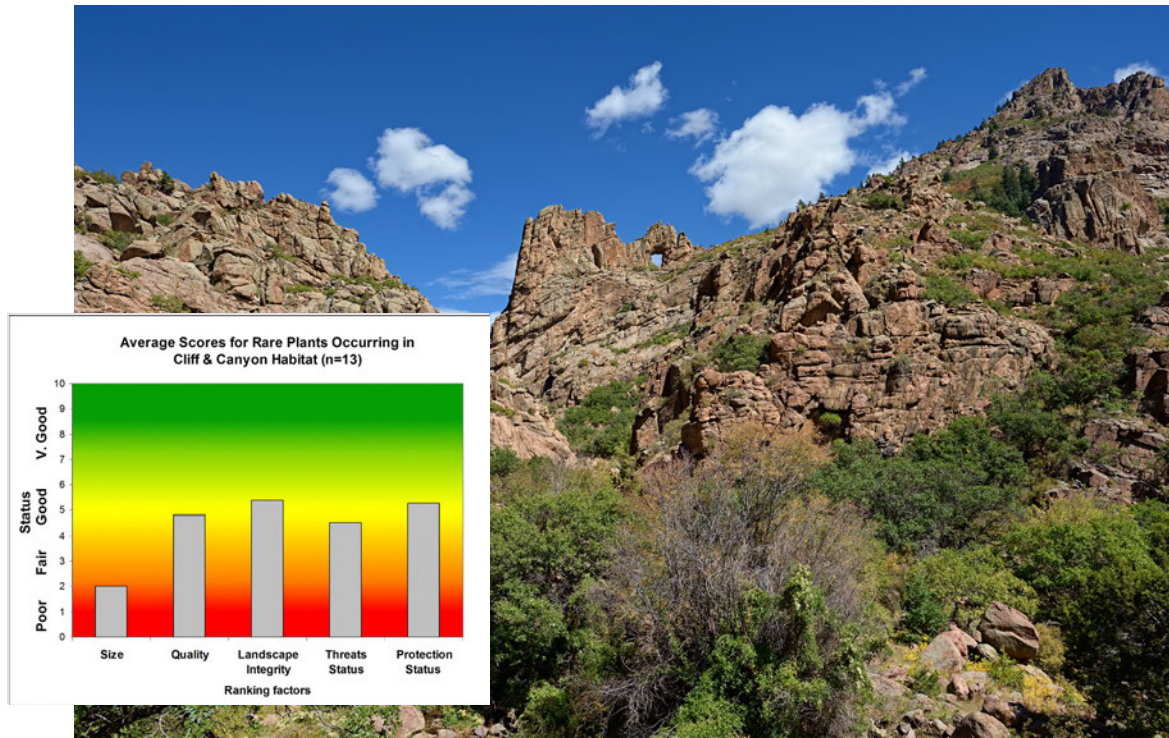 Average Scores for Rare Plants Occurring in
Cliff & Canyon Habitat (n=13)
10
9
8
7
6
5
4
3
2
1
0
V. Good
Good
Fair
Poor
Status
Size
Quality
Landscape
Integrity
Threats
Status
Protection
Status
Ranking factors